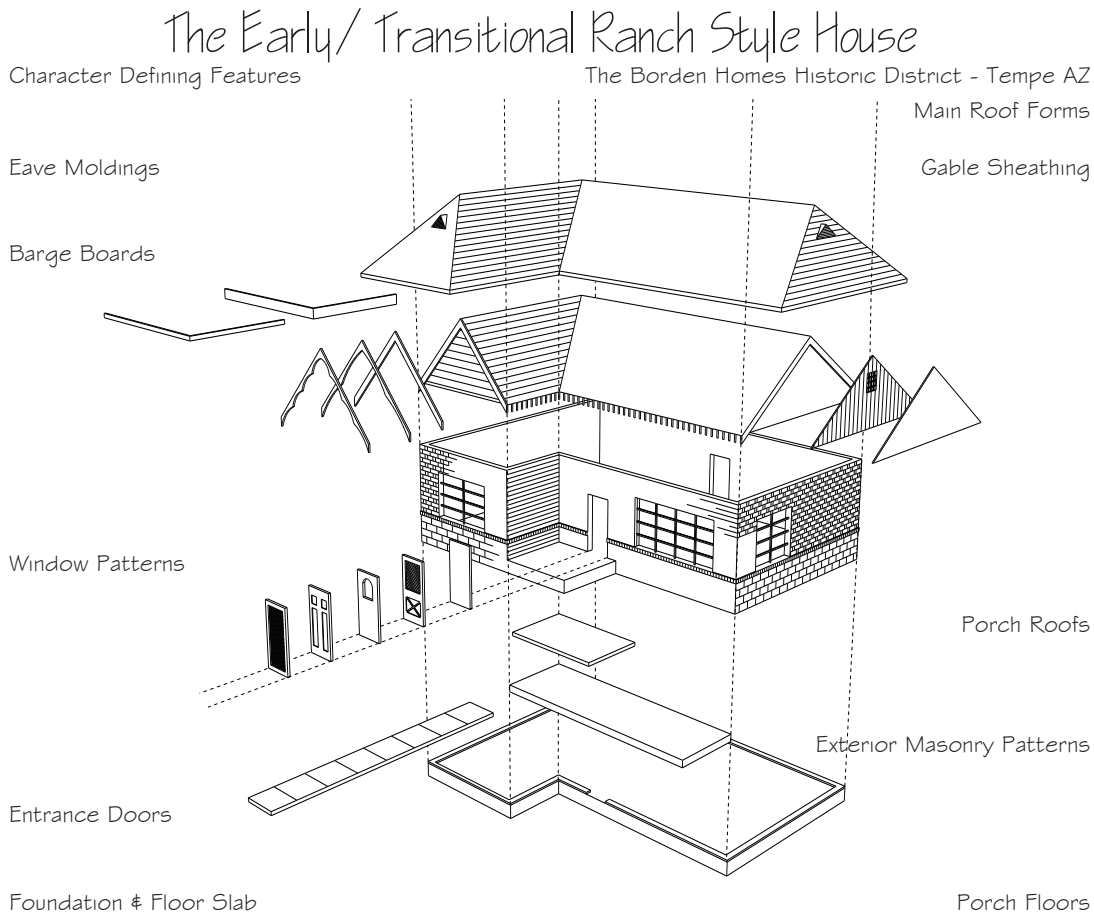 The Early/ Transitional Ranch Style House
Character Defining Features
The Borden Homes Historic District - Tempe AZ
Main Roof Forms
Eave Moldings
Gable Sheathing
Barge Boards
Window Patterns
Porch Roofs
Exterior Masonry Patterns
Entrance Doors
Foundation & Floor Slab
Porch Floors